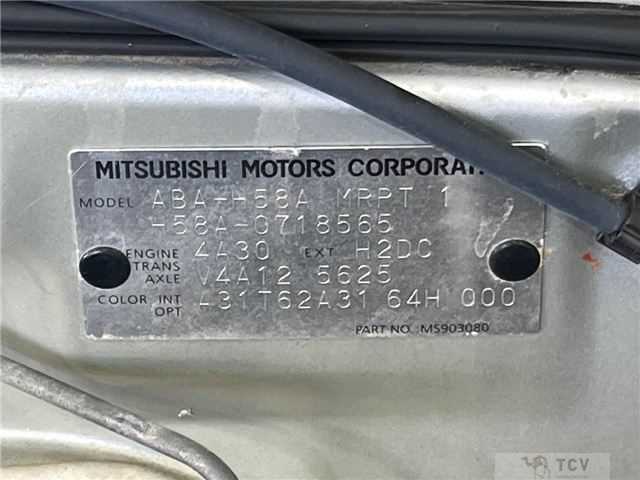 MITSUBISHI MOTORS CORPORAT
MODEL ABA-H58A MRPT 1
H58A-0718565
ENGINE 4A30 EXT H2DC
TRANS AXLE V4A12 5625
COLOR INT OPT A31T62A31 64H 000
PART NO. MS903080
TCV